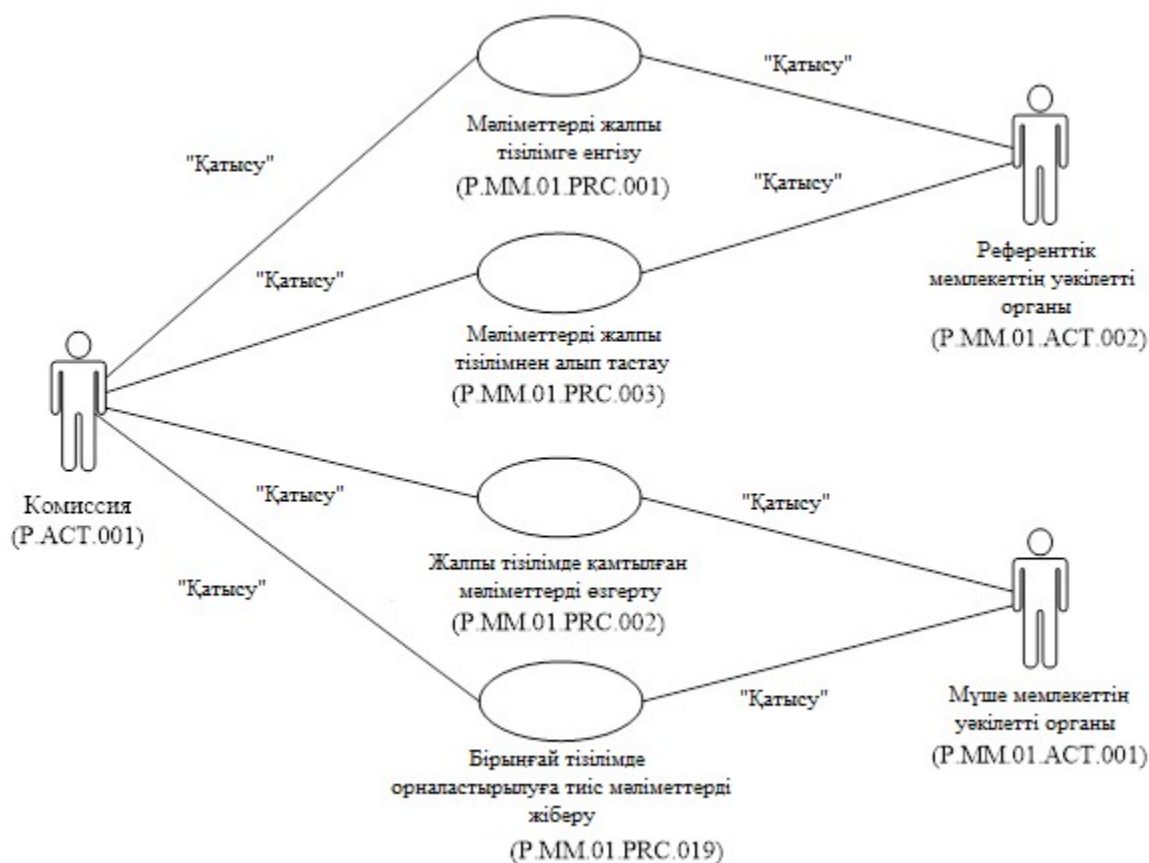 "Қатысу"
"Қатысу"
Мәліметтерді жалпы
тізілімге енгізу
(P.MM.01.PRC.001)
"Қатысу"
"Қатысу"
Референттік
мемлекеттің уәкілетті
органы
(P.MM.01.ACT.002)
"Қатысу"
Мәліметтерді жалпы
тізілімнен алып тастау
(P.MM.01.PRC.003)
Комиссия
(P.ACT.001)
"Қатысу"
"Қатысу"
Жалпы тізілімде қамтылған
мәліметтерді өзгерту
(P.MM.01.PRC.002)
"Қатысу"
"Қатысу"
Мүше мемлекеттің
уәкілетті органы
(P.MM.01.ACT.001)
Бірыңғай тізілімде
орналастырылуға тиіс мәліметтерді
жіберу
(P.MM.01.PRC.019)